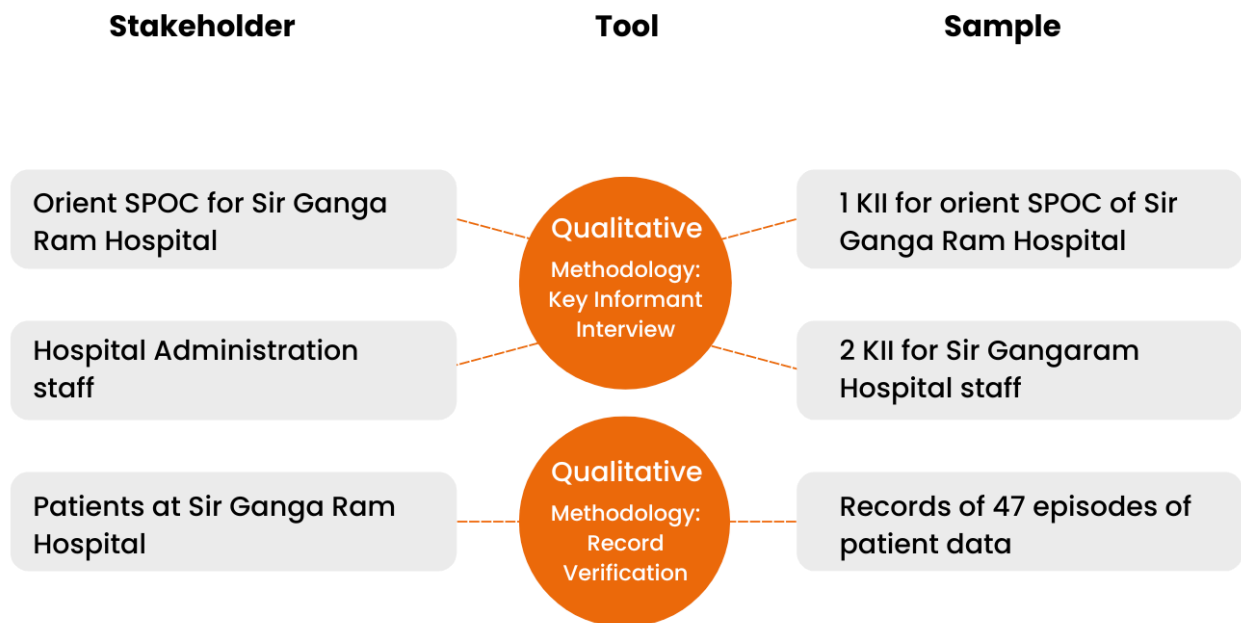 Stakeholder
Tool
Sample
Orient SPOC for Sir Ganga
Ram Hospital
Qualitative
Methodology:
Key Informant
Interview
1 KII for orient SPOC of Sir
Ganga Ram Hospital
Hospital Administration
staff
2 KII for Sir Gangaram
Hospital staff
Patients at Sir Ganga Ram
Hospital
Qualitative
Methodology:
Record
Verification
Records of 47 episodes of
patient data